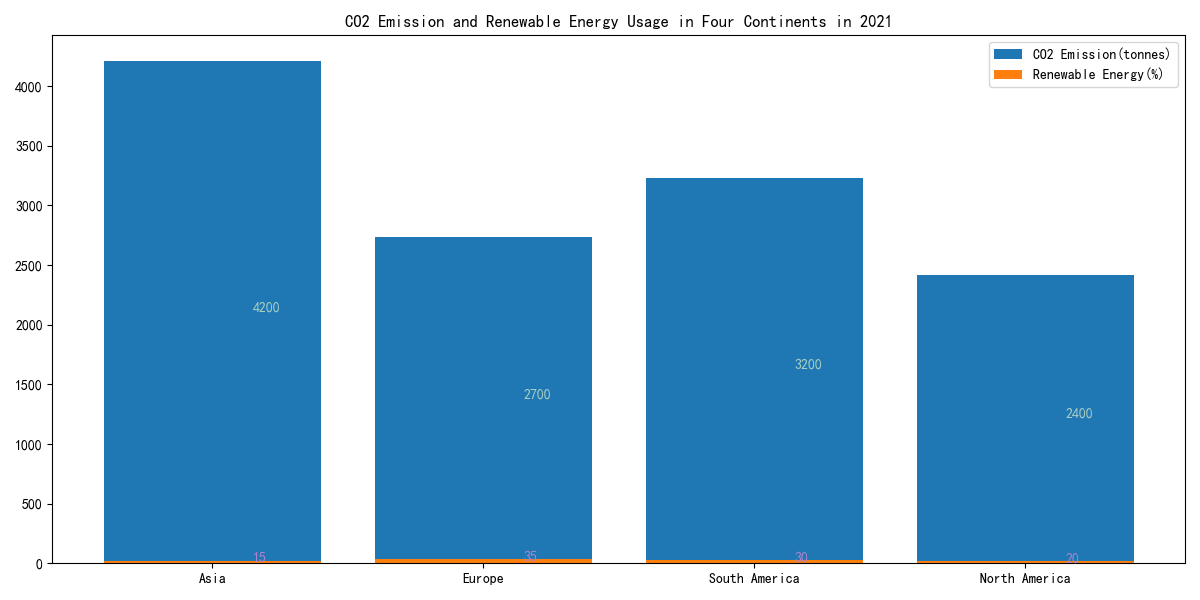 CO2 Emission and Renewable Energy Usage in Four Continents in 2021
CO2 Emission(tonnes)
Renewable Energy(%)
4000
3500
3000
2500
2000
1500
1000
500
0
4200
2700
3200
2400
15
35
30
20
Asia
Europe
South America
North America